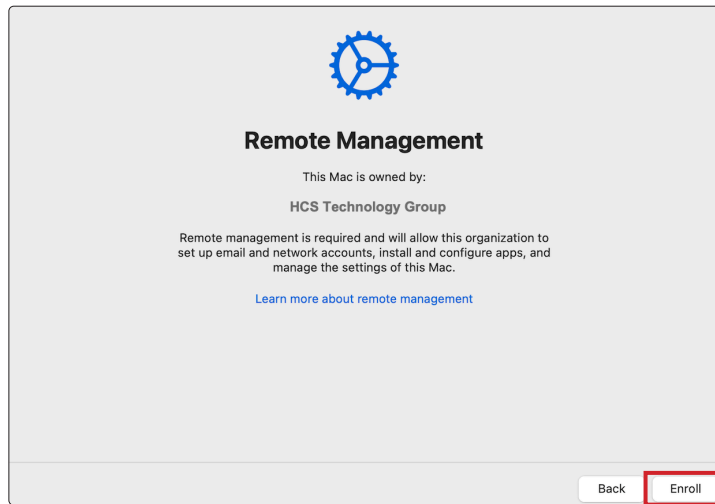 Remote Management
This Mac is owned by:
HCS Technology Group
Remote management is required and will allow this organization to
set up email and network accounts, install and configure apps, and
manage the settings of this Mac.
Learn more about remote management
Back
Enroll